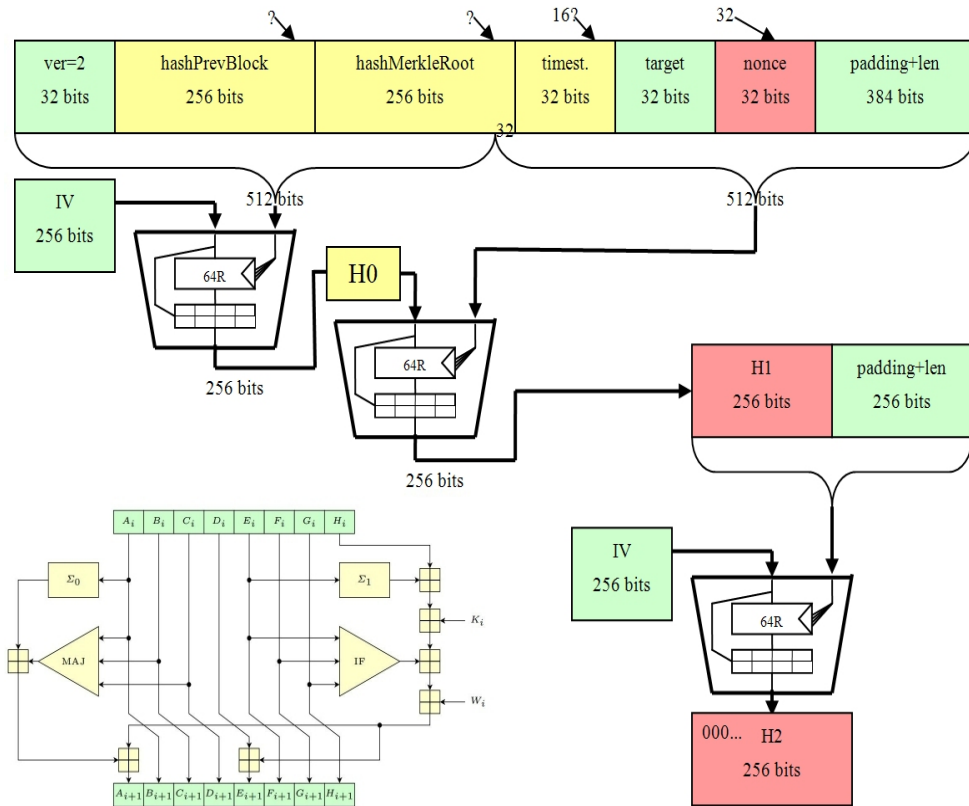 ? ? 16? 32
ver=2 hashPrevBlock hashMerkleRoot timest. target nonce padding+len
32 bits 256 bits 256 bits 32 bits 32 bits 32 bits 384 bits
32
512 bits 512 bits
IV
256 bits
64R
H0
256 bits
64R
256 bits
H1 padding+len
256 bits 256 bits
IV
256 bits
64R
000... H2
256 bits
A_i B_i C_i D_i E_i F_i G_i H_i
Σ_0 Σ_1
K_i
MAJ IF
W_i
A_{i+1} B_{i+1} C_{i+1} D_{i+1} E_{i+1} F_{i+1} G_{i+1} H_{i+1}